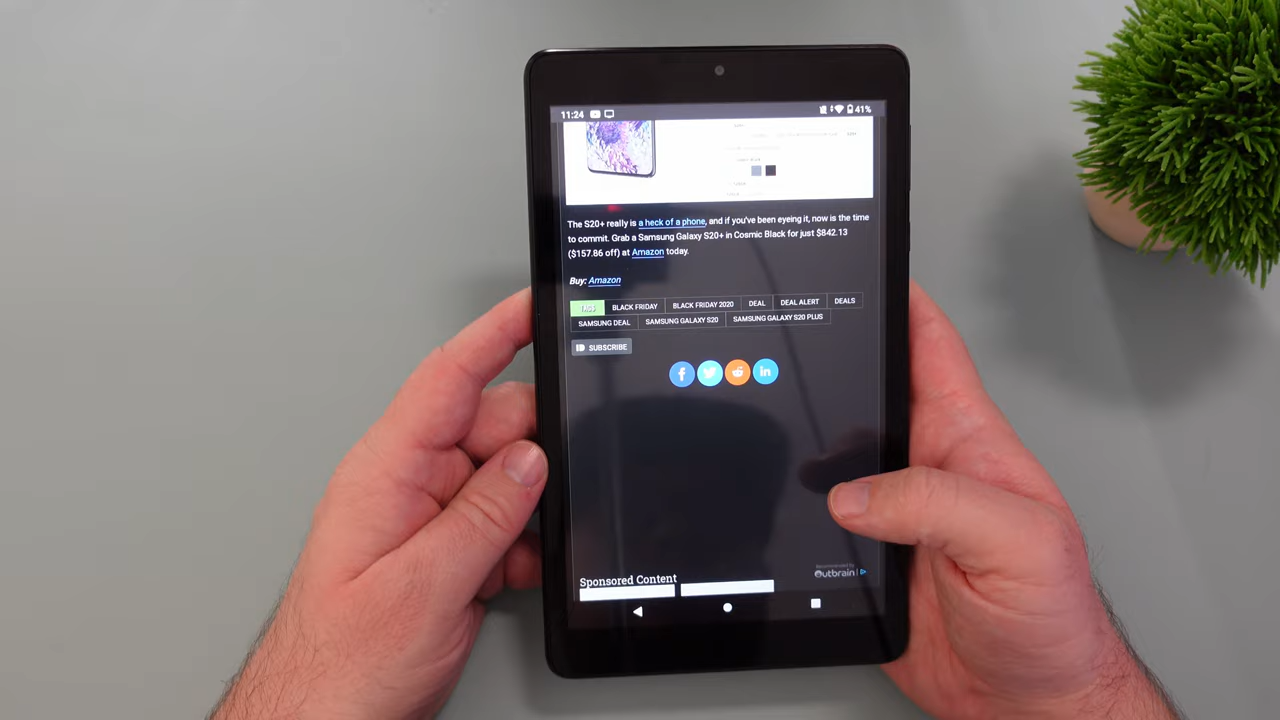 11:24
41%
The S20+ really is a heck of a phone, and if you've been eyeing it, now is the time
to commit. Grab a Samsung Galaxy S20+ in Cosmic Black for just $842.13
($157.86 off) at Amazon today.
Buy: Amazon
TAGS BLACK FRIDAY BLACK FRIDAY 2020 DEAL DEAL ALERT DEALS
SAMSUNG DEAL SAMSUNG GALAXY S20 SAMSUNG GALAXY S20 PLUS
SUBSCRIBE
Recommended by
Sponsored Content Outbrain